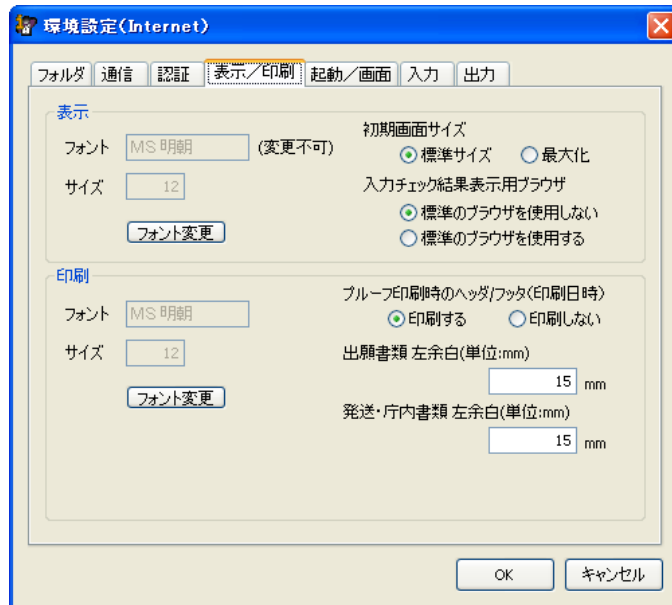 環境設定(Internet)
フォルダ 通信 認証 表示／印刷 起動／画面 入力 出力
表示
フォント MS 明朝 (変更不可)
サイズ 12
フォント変更
初期画面サイズ
標準サイズ 最大化
入力チェック結果表示用ブラウザ
標準のブラウザを使用しない
標準のブラウザを使用する
印刷
フォント MS 明朝
サイズ 12
フォント変更
プルーフ印刷時のヘッダ/フッタ(印刷日時)
印刷する 印刷しない
出願書類 左余白(単位:mm)
15 mm
発送・庁内書類 左余白(単位:mm)
15 mm
OK キャンセル